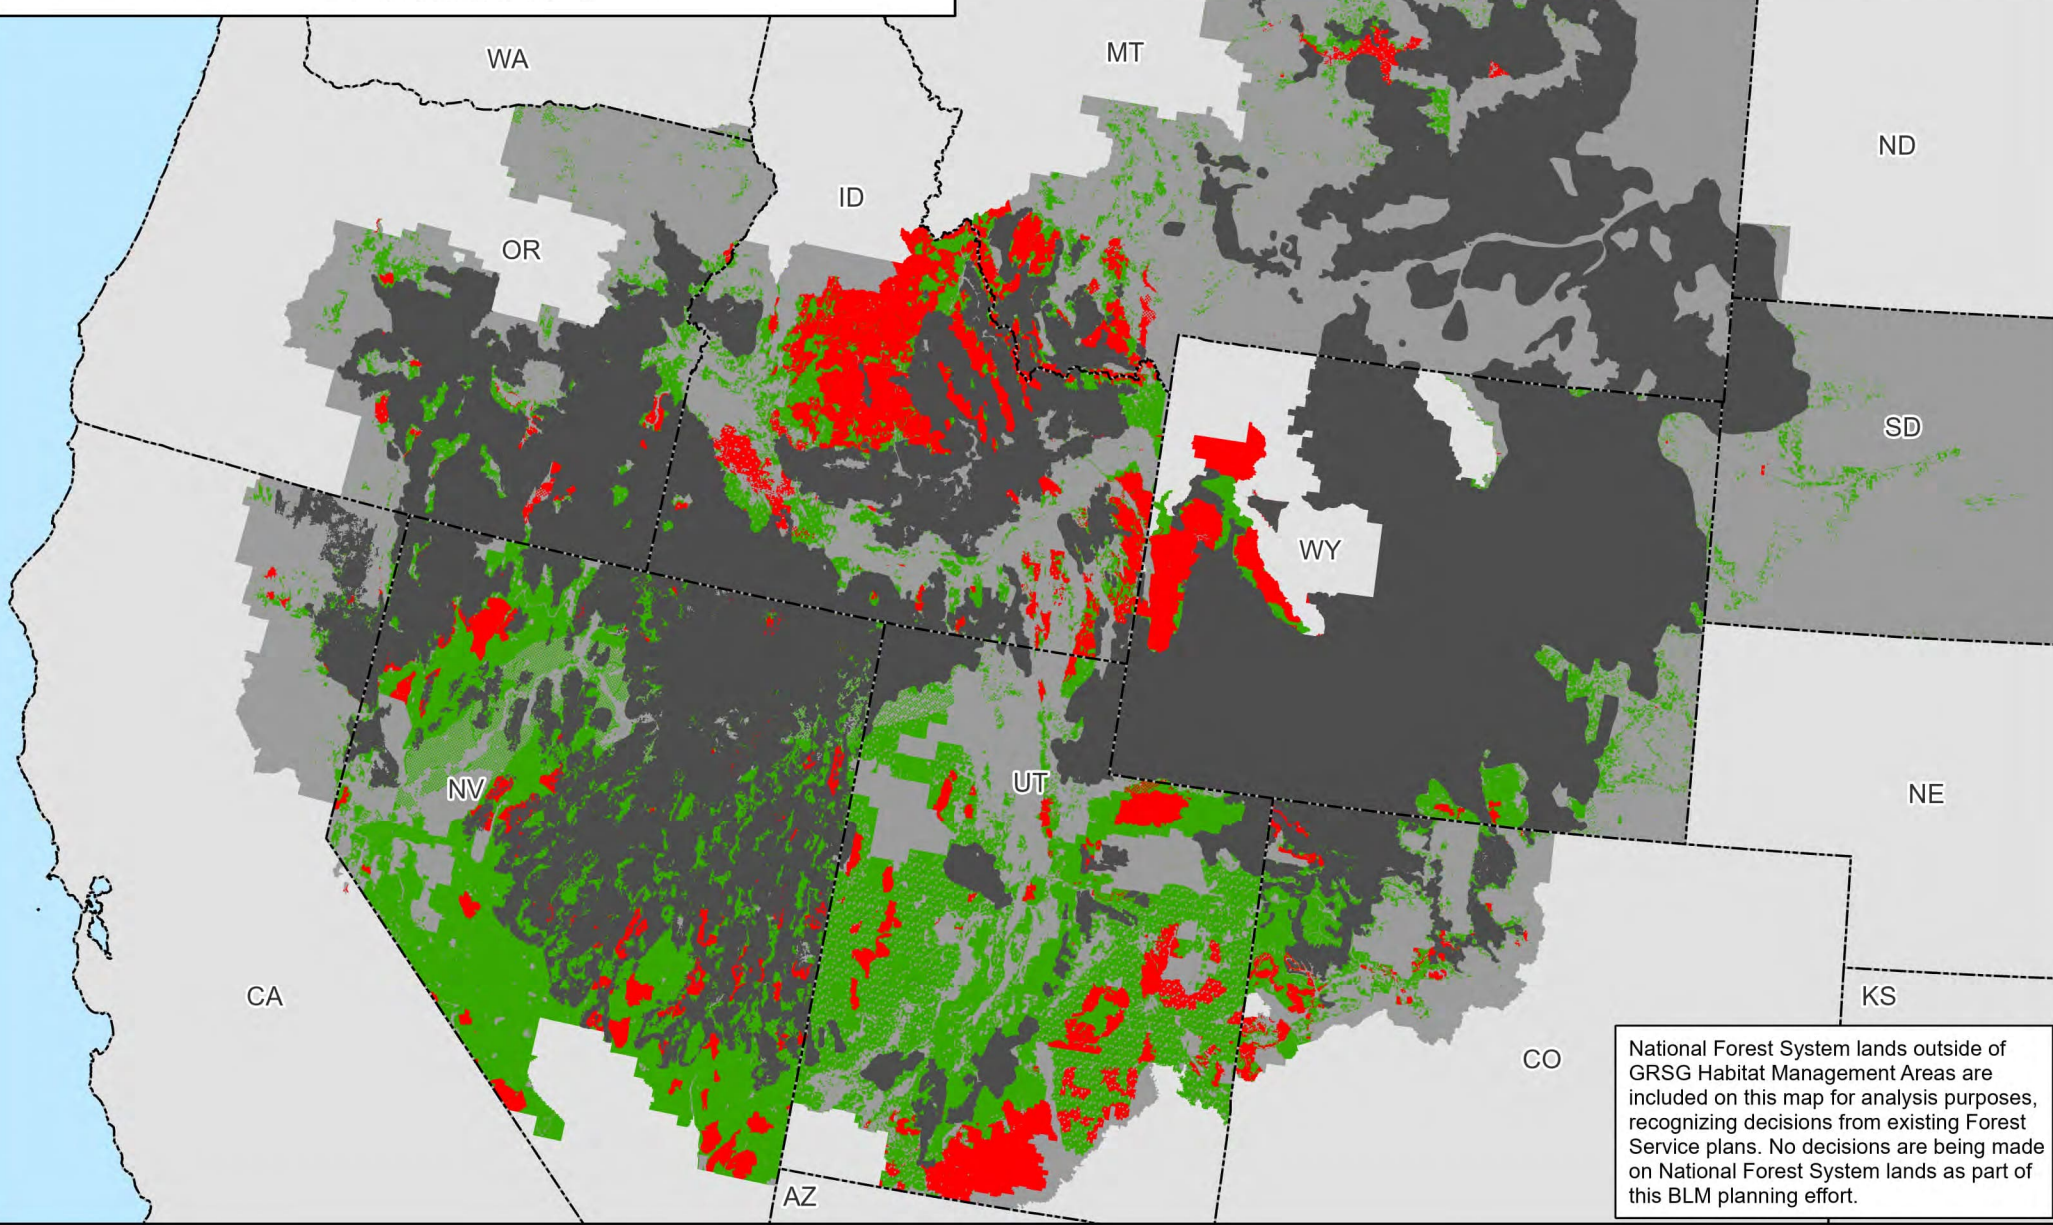 WA
MT
ND
ID
OR
SD
WY
NV
UT
NE
CA
KS
CO
AZ
National Forest System lands outside of
GRSG Habitat Management Areas are
included on this map for analysis purposes,
recognizing decisions from existing Forest
Service plans. No decisions are being made
on National Forest System lands as part of
this BLM planning effort.